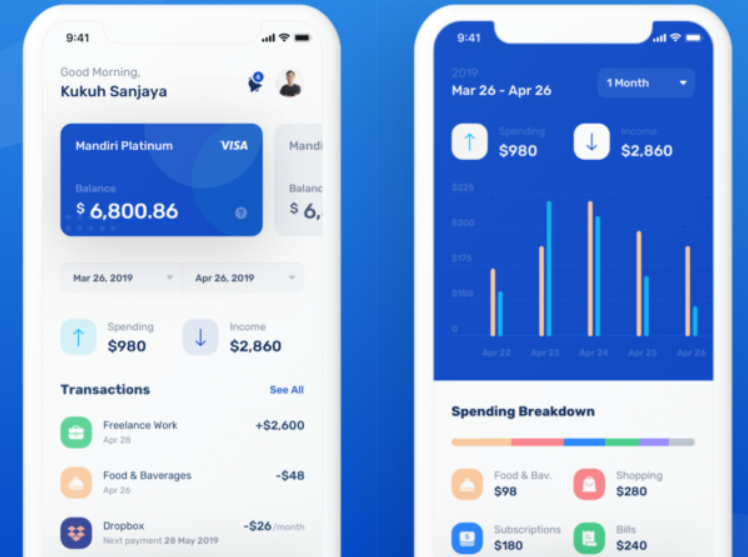 9:41
Good Morning,
Kukuh Sanjaya
6
Mandiri Platinum VISA
Balance
$ 6,800.86
?
Mandi
Balanc
$ 6,
Mar 26, 2019
Apr 26, 2019
Spending
$980
Income
$2,860
Transactions See All
Freelance Work +$2,600
Apr 28
Food & Baverages -$48
Apr 26
Dropbox -$26 /month
Next payment 28 May 2019
9:41
2019
Mar 26 - Apr 26
1 Month
Spending
$980
Income
$2,860
$225
$200
$175
$150
0
Apr 22 Apr 23 Apr 24 Apr 25 Apr 26
Spending Breakdown
Food & Bav.
$98
Shopping
$280
Subscriptions
$180
Bills
$240